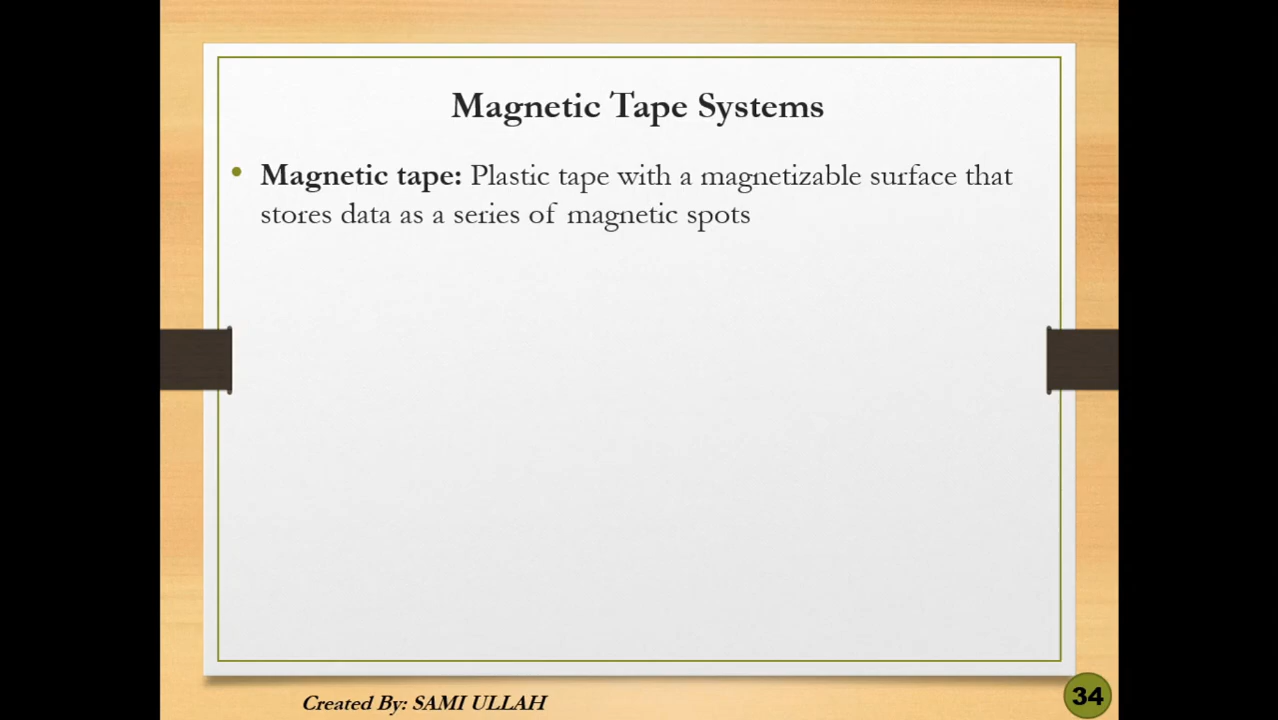 Magnetic Tape Systems
• Magnetic tape: Plastic tape with a magnetizable surface that
stores data as a series of magnetic spots
Created By: SAMI ULLAH
34